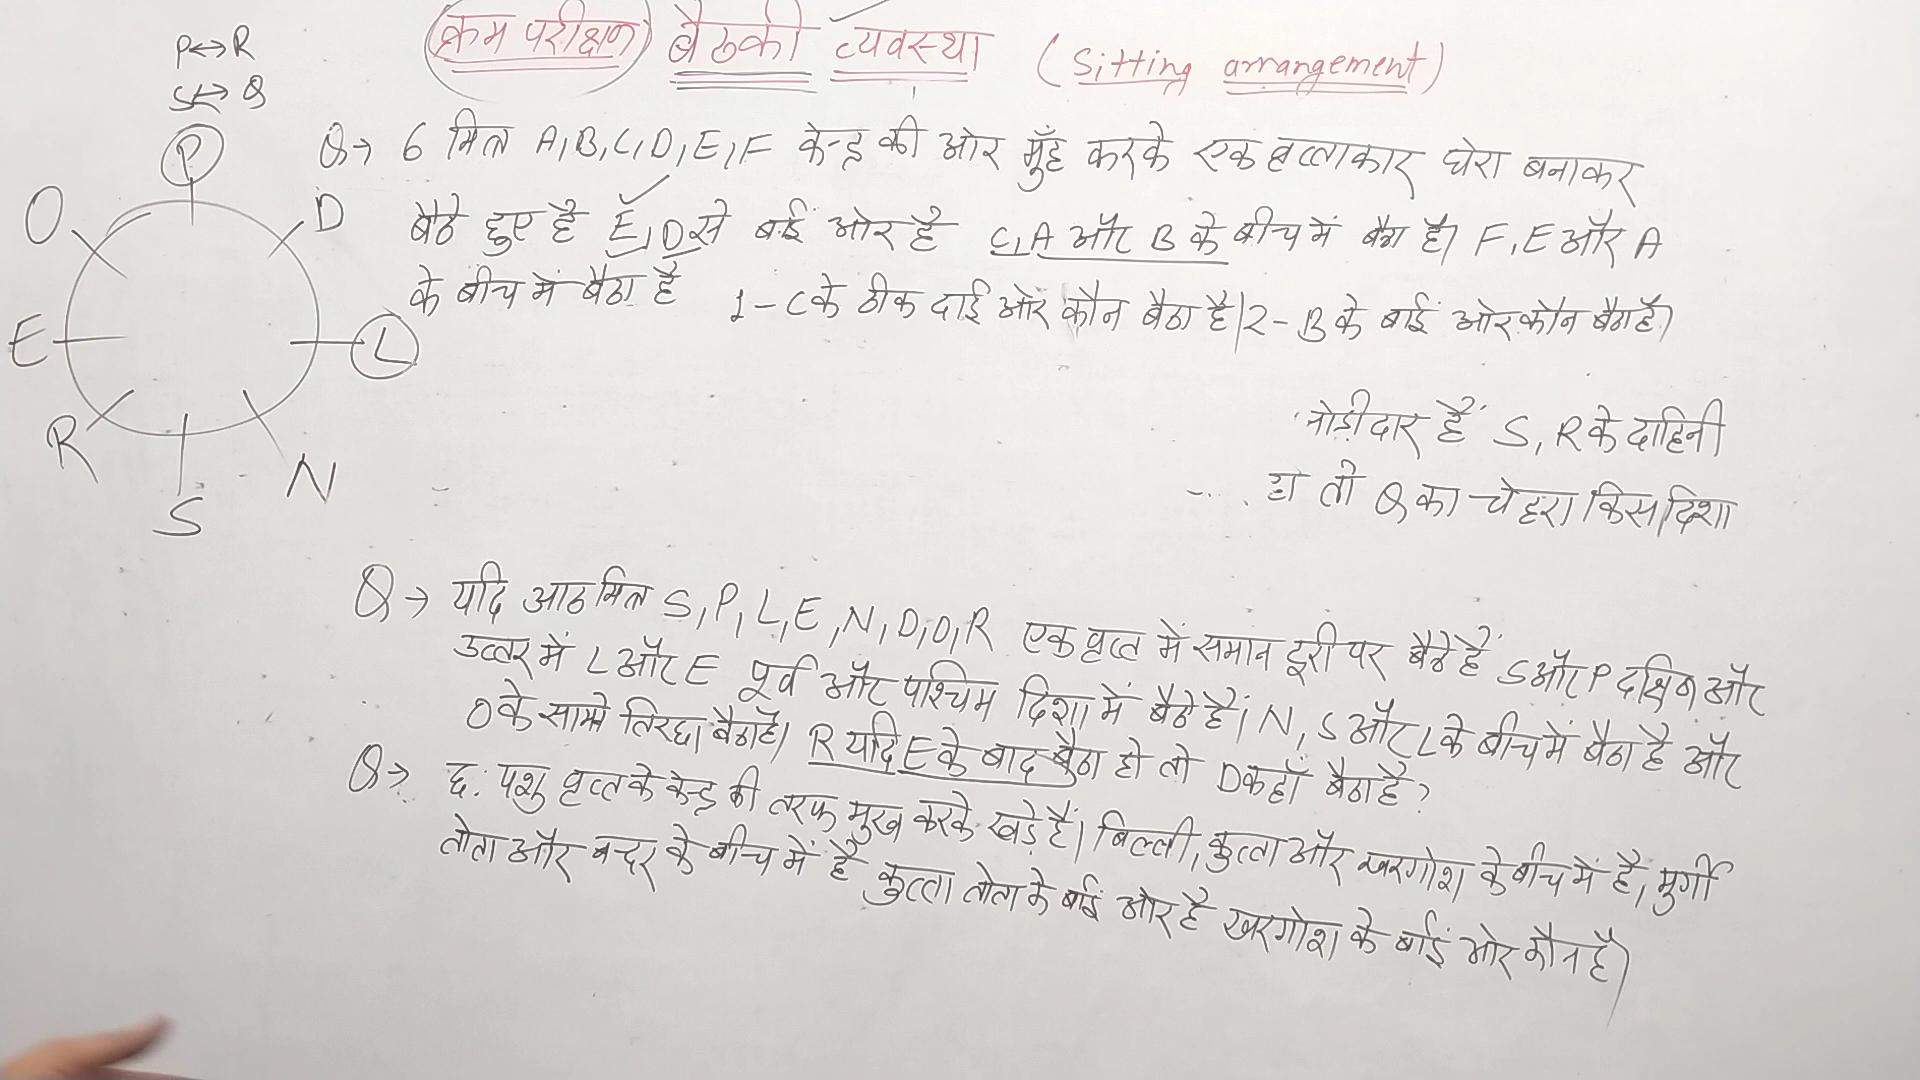 क्रम परीक्षण बैठकी व्यवस्था (Sitting arrangement)
P↔R
S↔Q
P
O
D
E
L
R
N
S
Q→ 6 मित्र A,B,C,D,E,F केन्द्र की ओर मुँह करके एक वृत्ताकार घेरा बनाकर
बैठे हुए है E,D से बाईं ओर है C,A और B के बीच में बैठा है। F,E और A
के बीच में बैठा है 1-C के ठीक दाईं ओर कौन बैठा है। 2-B के बाईं ओर कौन बैठा है।
जोड़ीदार हैं S,R के दाहिनी
हो तो Q का चेहरा किस दिशा
Q→ यदि आठ मित्र S,P,L,E,N,D,O,R एक वृत्त में समान दूरी पर बैठे हैं S और P दक्षिण और
उत्तर में L और E पूर्व और पश्चिम दिशा में बैठे हैं। N,S और L के बीच में बैठा है और
O के सामने तिरछा बैठा है। R यदि E के बाद बैठा हो तो D कहाँ बैठा है?
Q→ छ: पशु वृत्त के केन्द्र की तरफ मुख करके खड़े हैं। बिल्ली, कुत्ता और खरगोश के बीच में है, मुर्गी
तोता और बन्दर के बीच में है कुत्ता तोता के बाईं ओर है खरगोश के बाईं ओर कौन है।